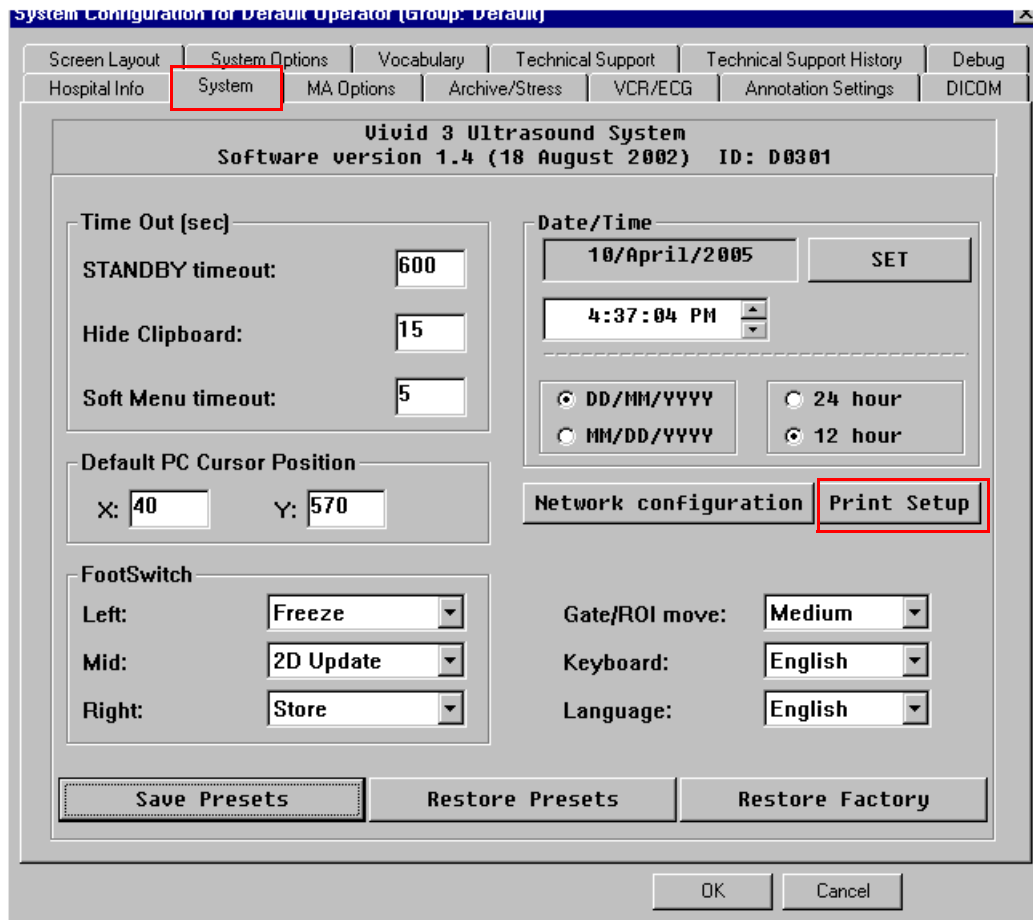 System Configuration for Default Operator (Group: Default)
Screen Layout System Options Vocabulary Technical Support Technical Support History Debug
Hospital Info System MA Options Archive/Stress VCR/ECG Annotation Settings DICOM
Vivid 3 Ultrasound System
Software version 1.4 (18 August 2002) ID: D0301
Time Out (sec)
STANDBY timeout: 600
Hide Clipboard: 15
Soft Menu timeout: 5
Date/Time
10/April/2005 SET
4:37:04 PM
DD/MM/YYYY 24 hour
MM/DD/YYYY 12 hour
Default PC Cursor Position
X: 40 Y: 570
Network configuration Print Setup
FootSwitch
Left: Freeze
Mid: 2D Update
Right: Store
Gate/ROI move: Medium
Keyboard: English
Language: English
Save Presets Restore Presets Restore Factory
OK Cancel